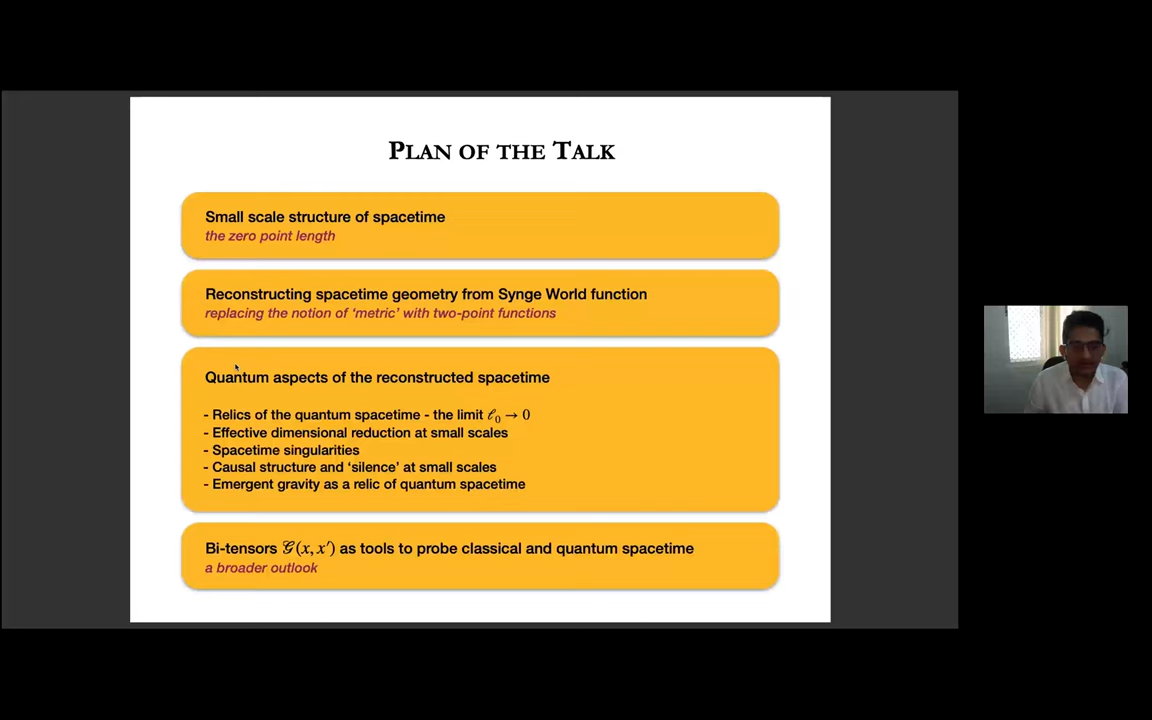 PLAN OF THE TALK
Small scale structure of spacetime
the zero point length
Reconstructing spacetime geometry from Synge World function
replacing the notion of ‘metric’ with two-point functions
Quantum aspects of the reconstructed spacetime
- Relics of the quantum spacetime - the limit ℓ₀ → 0
- Effective dimensional reduction at small scales
- Spacetime singularities
- Causal structure and ‘silence’ at small scales
- Emergent gravity as a relic of quantum spacetime
Bi-tensors 𝒢(x, x′) as tools to probe classical and quantum spacetime
a broader outlook